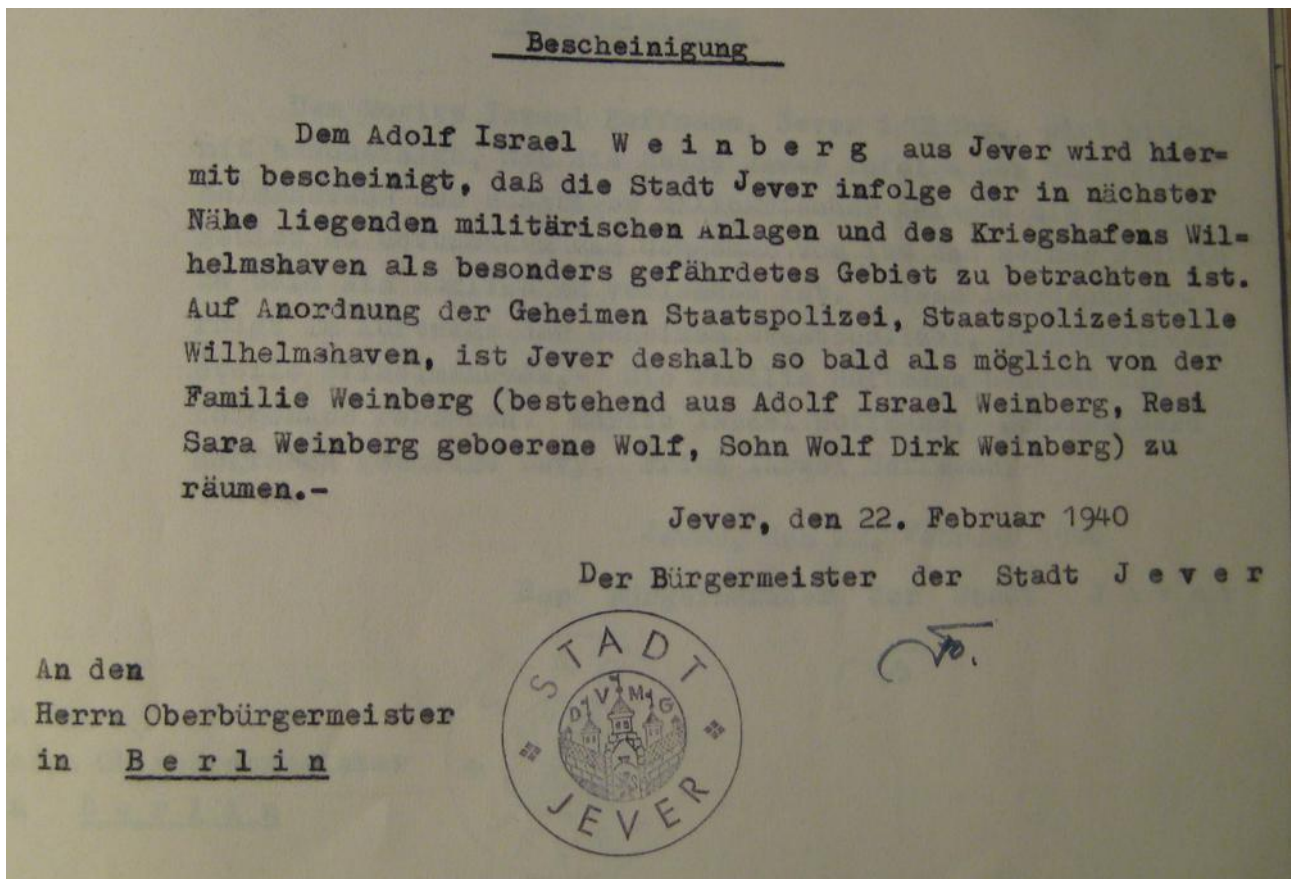 Bescheinigung
Dem Adolf Israel W e i n b e r g aus Jever wird hier=
mit bescheinigt, daß die Stadt Jever infolge der in nächster
Nähe liegenden militärischen Anlagen und des Kriegshafens Wil=
helmshaven als besonders gefährdetes Gebiet zu betrachten ist.
Auf Anordnung der Geheimen Staatspolizei, Staatspolizeistelle
Wilhelmshaven, ist Jever deshalb so bald als möglich von der
Familie Weinberg (bestehend aus Adolf Israel Weinberg, Resi
Sara Weinberg geboerene Wolf, Sohn Wolf Dirk Weinberg) zu
räumen.-
Jever, den 22. Februar 1940
Der Bürgermeister der Stadt J e v e r
An den
Herrn Oberbürgermeister
in B e r l i n
STADT
D V M G
JEVER